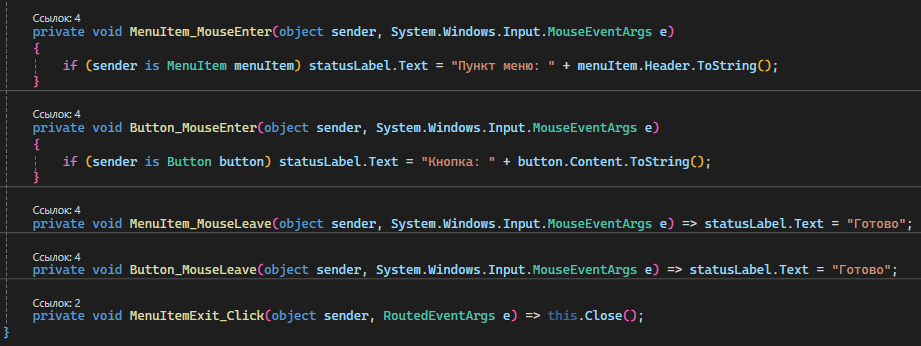 Ссылок: 4
private void MenuItem_MouseEnter(object sender, System.Windows.Input.MouseEventArgs e)
{
if (sender is MenuItem menuItem) statusLabel.Text = "Пункт меню: " + menuItem.Header.ToString();
}
Ссылок: 4
private void Button_MouseEnter(object sender, System.Windows.Input.MouseEventArgs e)
{
if (sender is Button button) statusLabel.Text = "Кнопка: " + button.Content.ToString();
}
Ссылок: 4
private void MenuItem_MouseLeave(object sender, System.Windows.Input.MouseEventArgs e) => statusLabel.Text = "Готово";
Ссылок: 4
private void Button_MouseLeave(object sender, System.Windows.Input.MouseEventArgs e) => statusLabel.Text = "Готово";
Ссылок: 2
private void MenuItemExit_Click(object sender, RoutedEventArgs e) => this.Close();
}